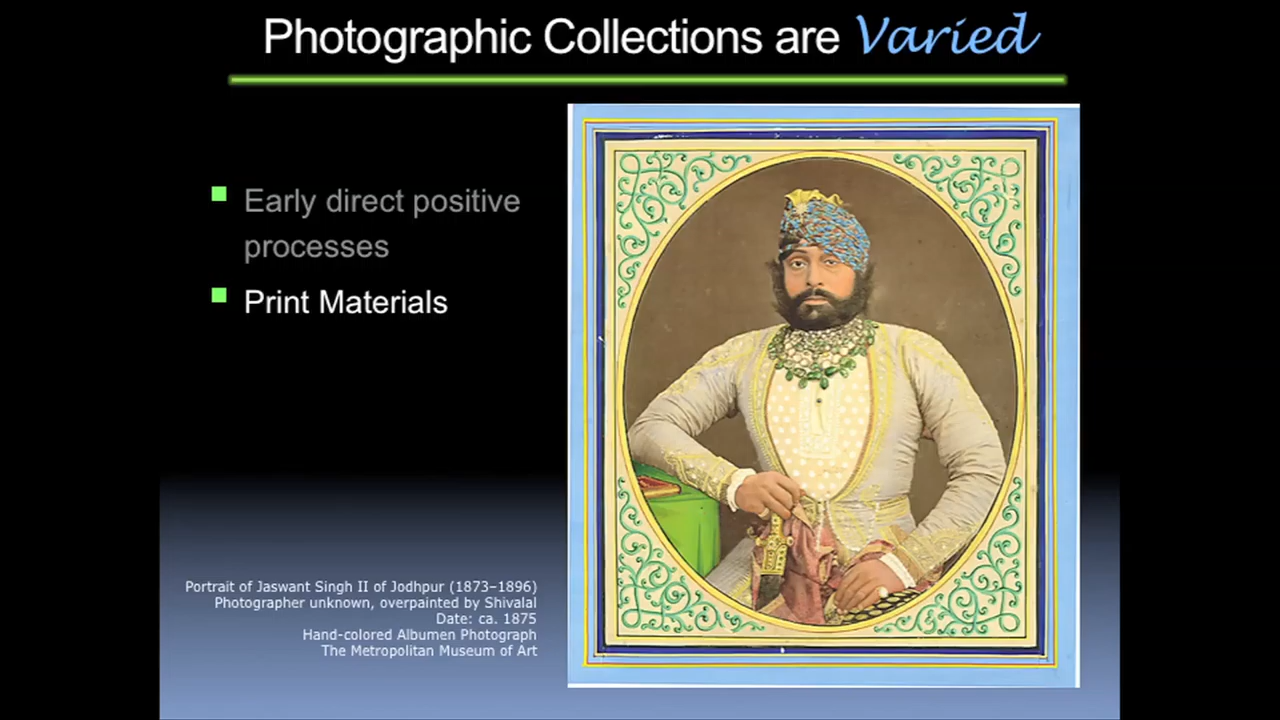 Photographic Collections are Varied
Early direct positive
processes
Print Materials
Portrait of Jaswant Singh II of Jodhpur (1873–1896)
Photographer unknown, overpainted by Shivalal
Date: ca. 1875
Hand-colored Albumen Photograph
The Metropolitan Museum of Art